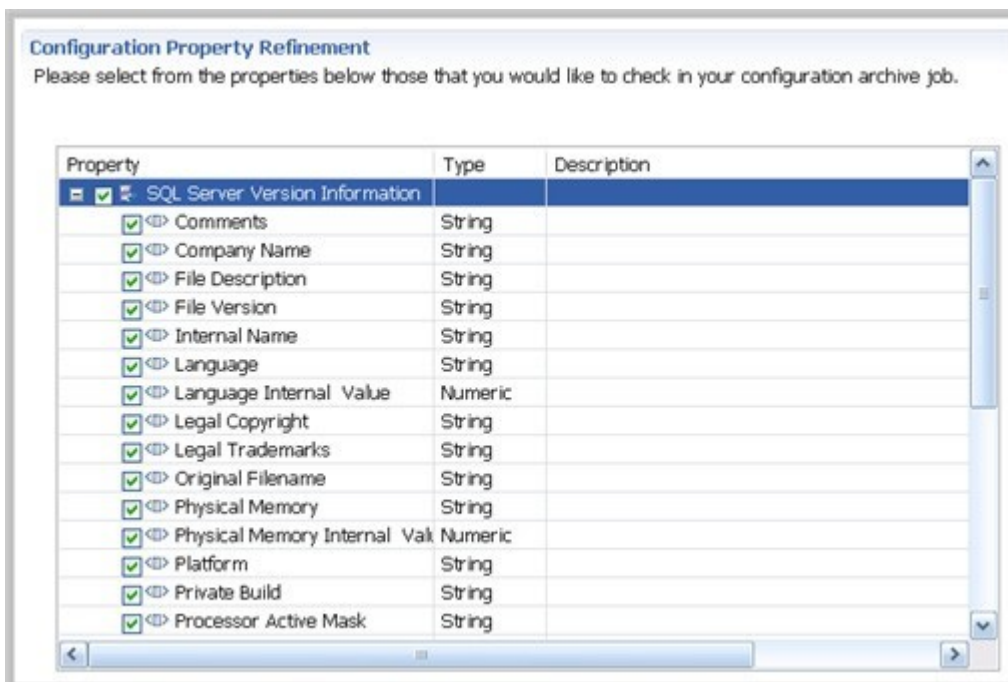 Configuration Property Refinement
Please select from the properties below those that you would like to check in your configuration archive job.
Property Type Description
SQL Server Version Information
Comments String
Company Name String
File Description String
File Version String
Internal Name String
Language String
Language Internal Value Numeric
Legal Copyright String
Legal Trademarks String
Original Filename String
Physical Memory String
Physical Memory Internal Numeric
Platform String
Private Build String
Processor Active Mask String